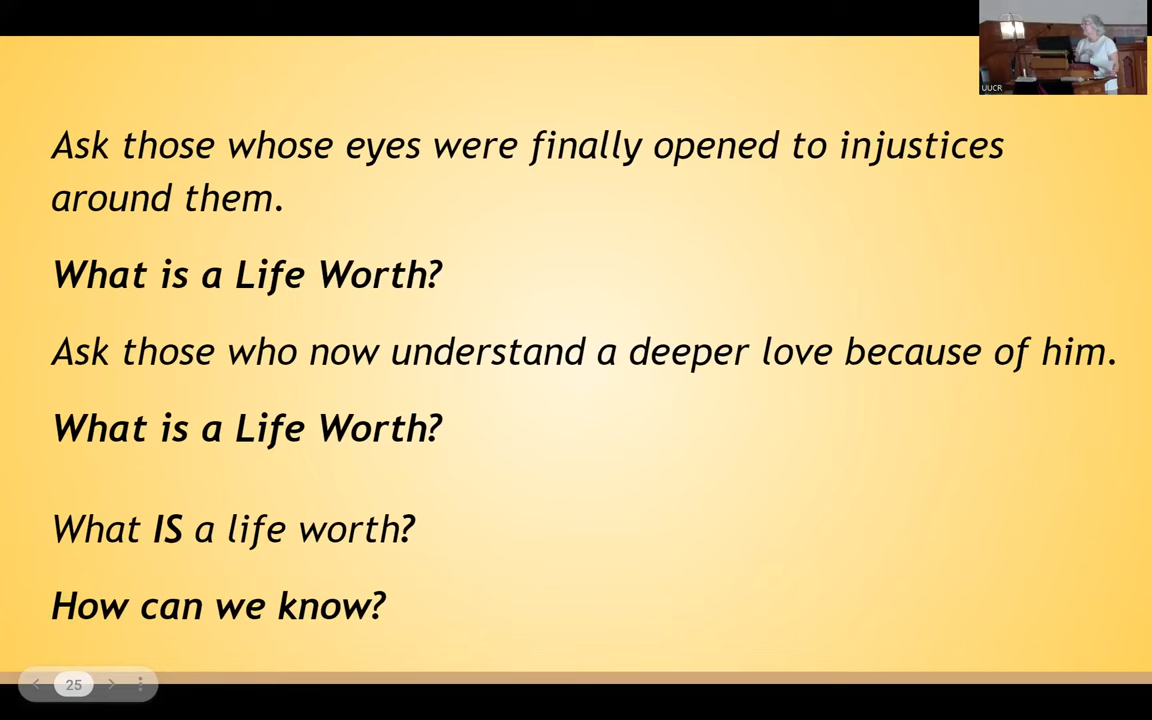 UUCR
Ask those whose eyes were finally opened to injustices
around them.
What is a Life Worth?
Ask those who now understand a deeper love because of him.
What is a Life Worth?
What IS a life worth?
How can we know?
25